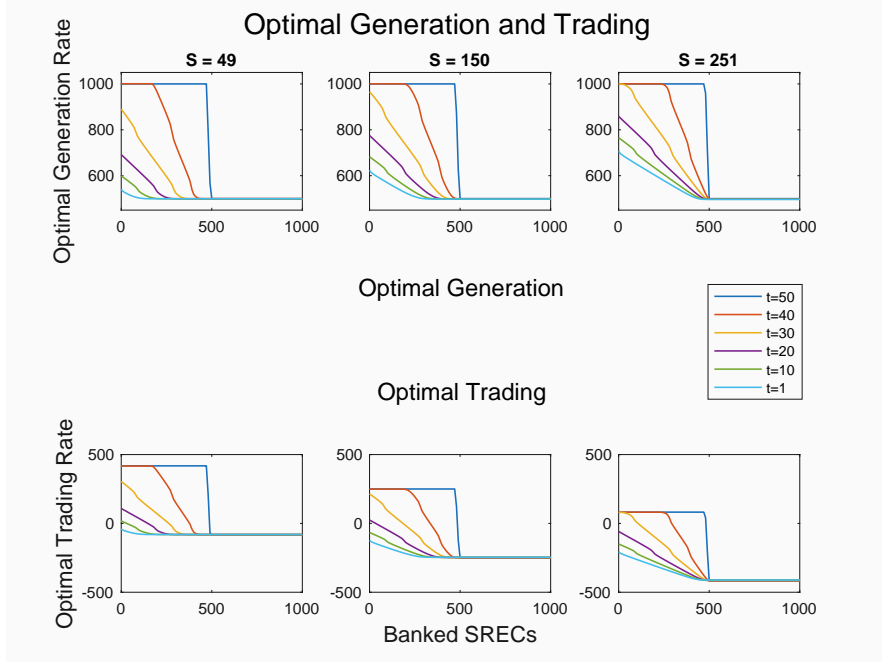 Optimal Generation and Trading
S = 49
S = 150
S = 251
Optimal Generation Rate
1000
800
600
0
500
1000
1000
800
600
0
500
1000
1000
800
600
0
500
1000
Optimal Generation
t=50
t=40
t=30
t=20
t=10
t=1
Optimal Trading
Optimal Trading Rate
500
0
-500
0
500
1000
500
0
-500
0
500
1000
500
0
-500
0
500
1000
Banked SRECs